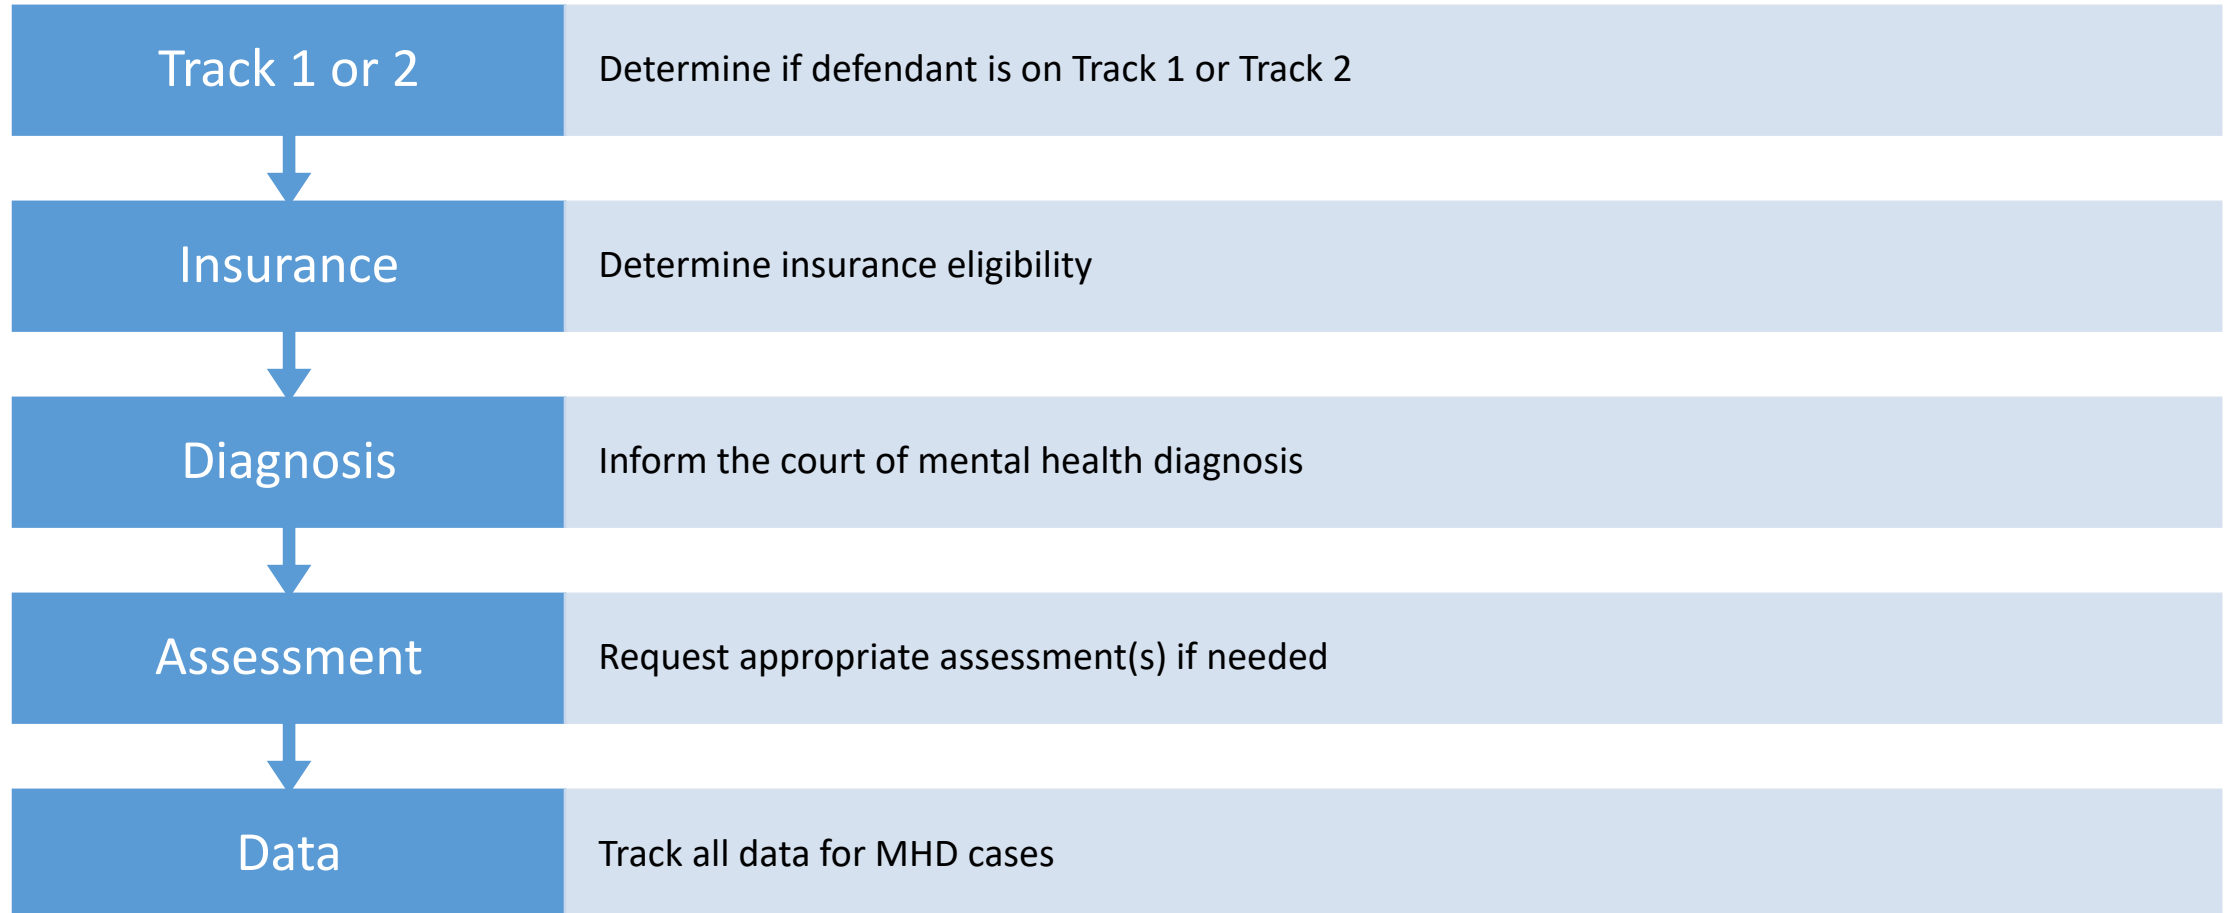 Track 1 or 2
Determine if defendant is on Track 1 or Track 2
Insurance
Determine insurance eligibility
Diagnosis
Inform the court of mental health diagnosis
Assessment
Request appropriate assessment(s) if needed
Data
Track all data for MHD cases